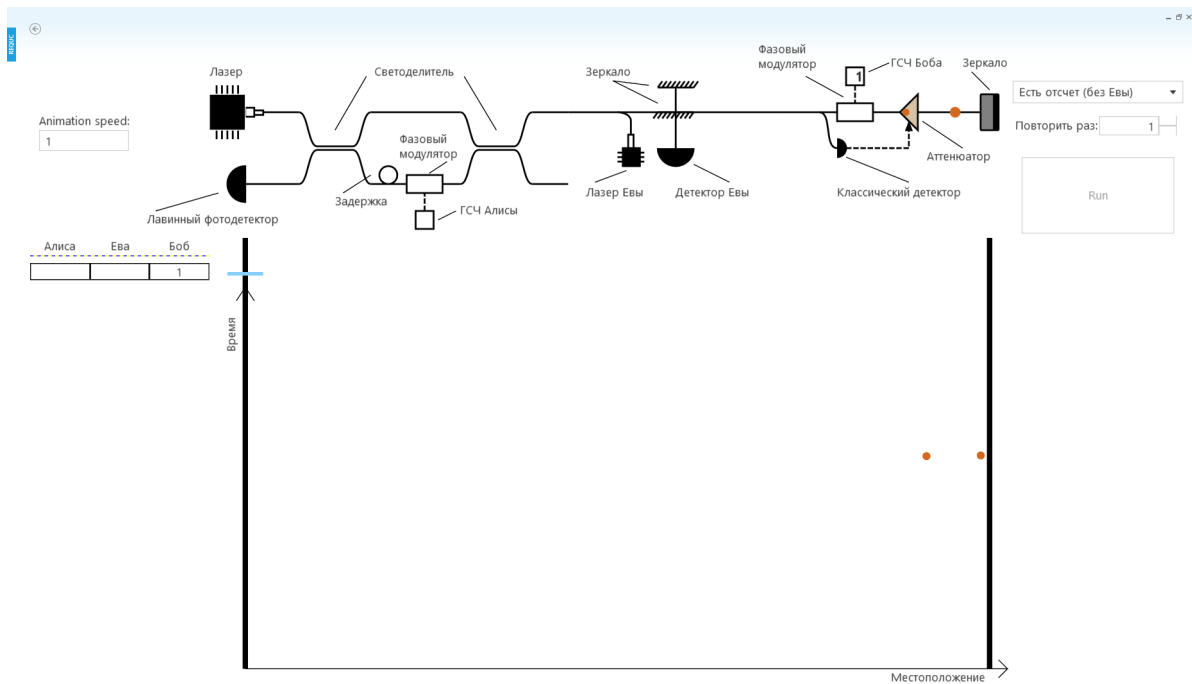 REQUC
Лазер
Светоделитель
Зеркало
Фазовый
модулятор
ГСЧ Боба
Зеркало
1
Есть отсчет (без Евы)
Animation speed:
1
Повторить раз:
1
Фазовый
модулятор
Аттенюатор
Задержка
Лазер Евы
Детектор Евы
Классический детектор
Run
Лавинный фотодетектор
ГСЧ Алисы
Алиса
Ева
Боб
1
Время
Местоположение